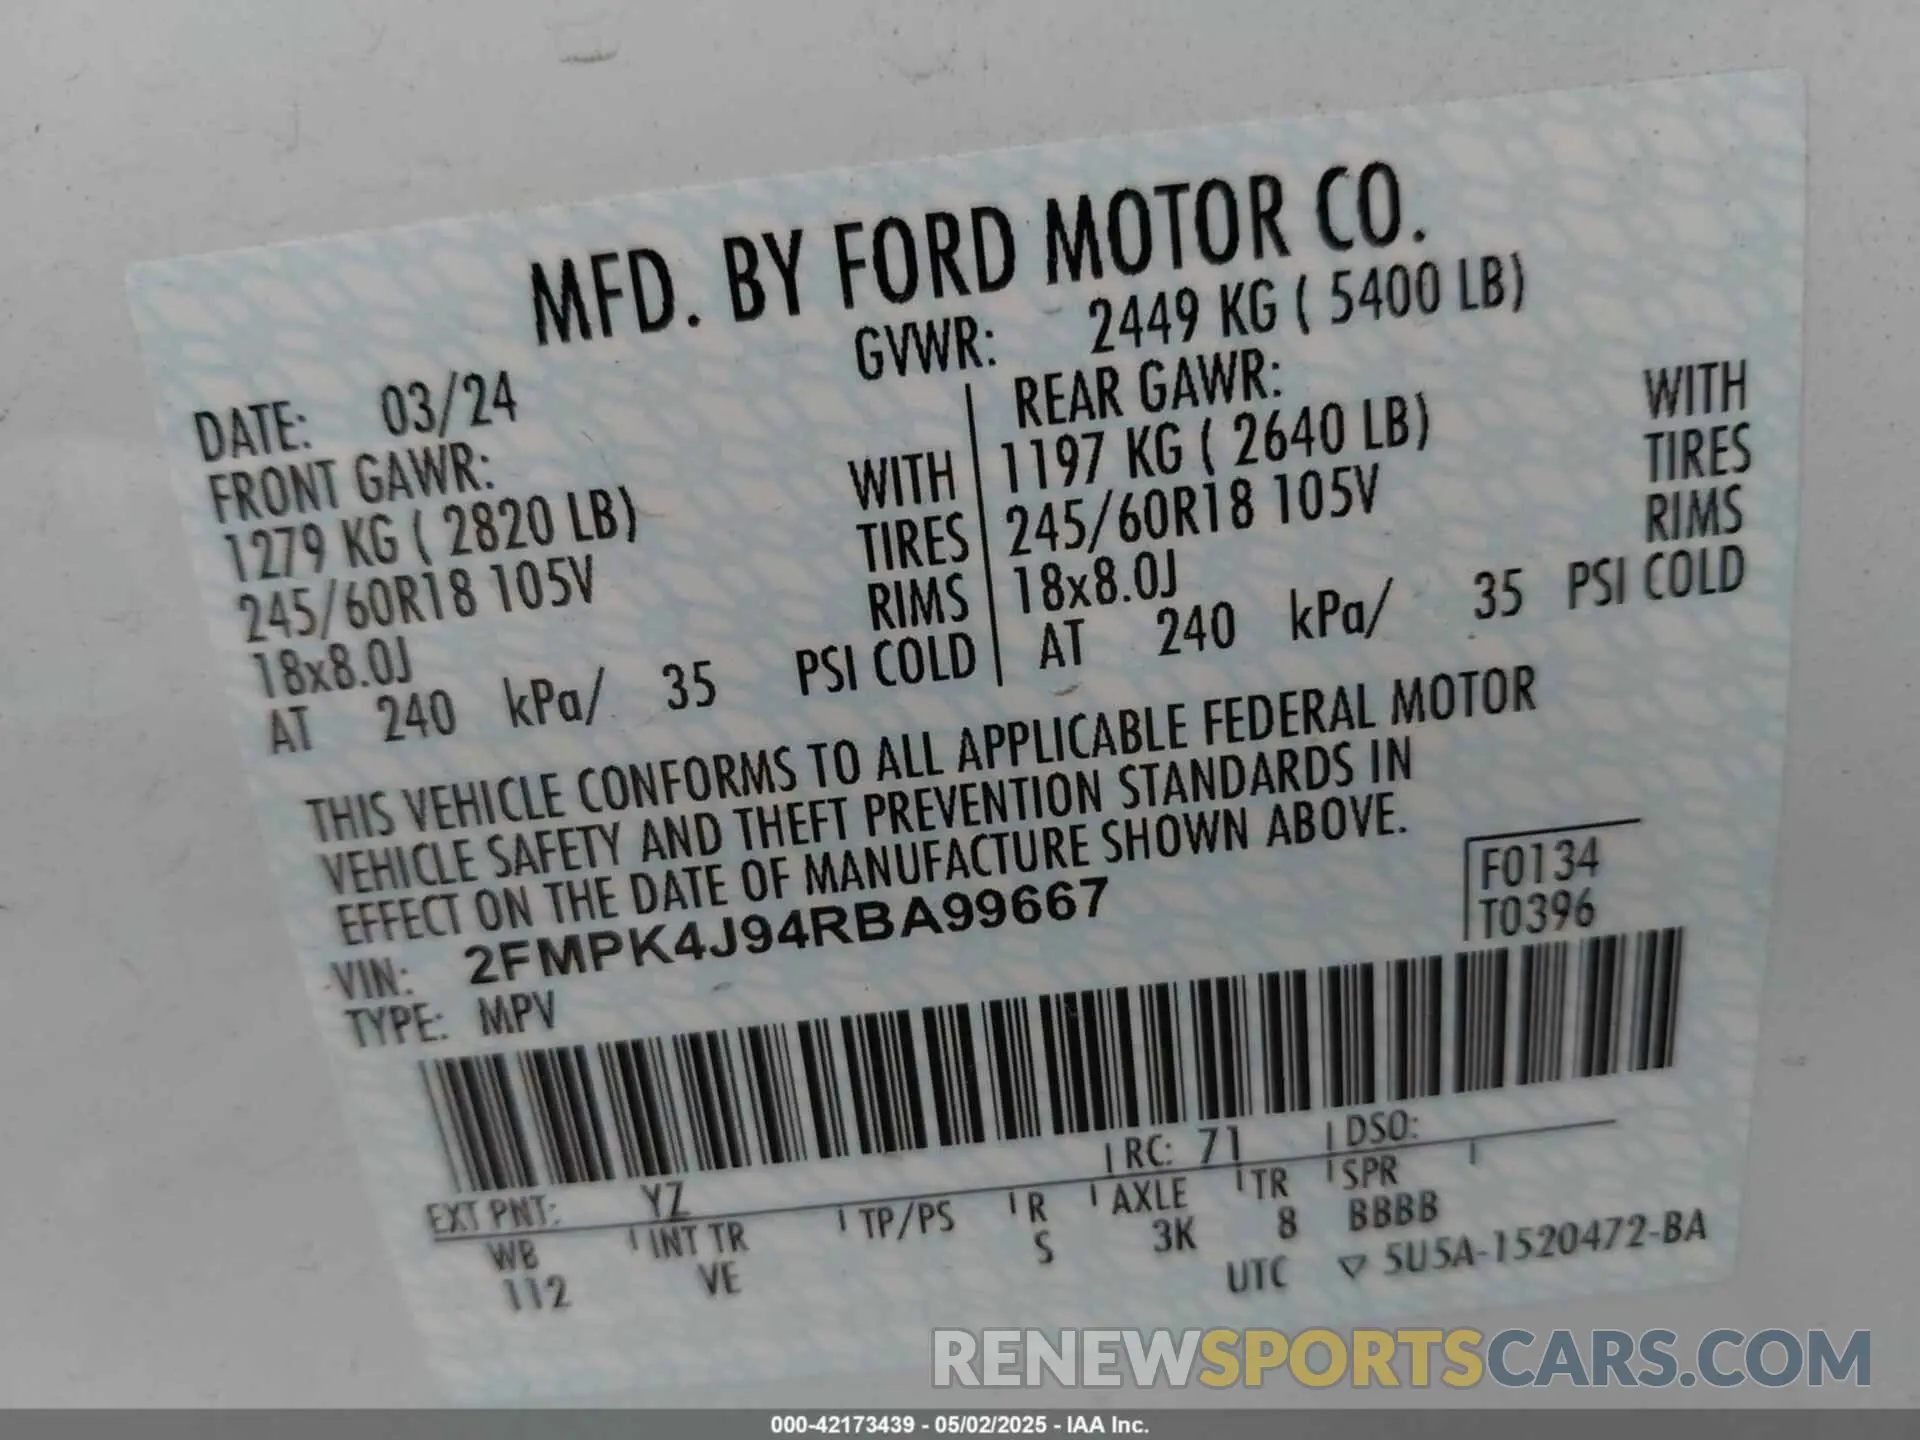 MFD. BY FORD MOTOR CO.
DATE: 03/24 GVWR: 2449 KG ( 5400 LB)
FRONT GAWR:
1279 KG ( 2820 LB) WITH
245/60R18 105V TIRES
18x8.0J RIMS
AT 240 kPa/ 35 PSI COLD
REAR GAWR:
1197 KG ( 2640 LB) WITH
245/60R18 105V TIRES
18x8.0J RIMS
AT 240 kPa/ 35 PSI COLD
THIS VEHICLE CONFORMS TO ALL APPLICABLE FEDERAL MOTOR
VEHICLE SAFETY AND THEFT PREVENTION STANDARDS IN
EFFECT ON THE DATE OF MANUFACTURE SHOWN ABOVE.
VIN: 2FMPK4J94RBA99667
TYPE: MPV
F0134
T0396
EXT PNT: YZ RC: 71 DSO:
WB INT TR TP/PS R AXLE TR SPR
112 VE S 3K 8 BBBB
UTC ▽ 5U5A-1520472-BA
RENEWSPORTSCARS.COM
000-42173439 - 05/02/2025 - IAA Inc.